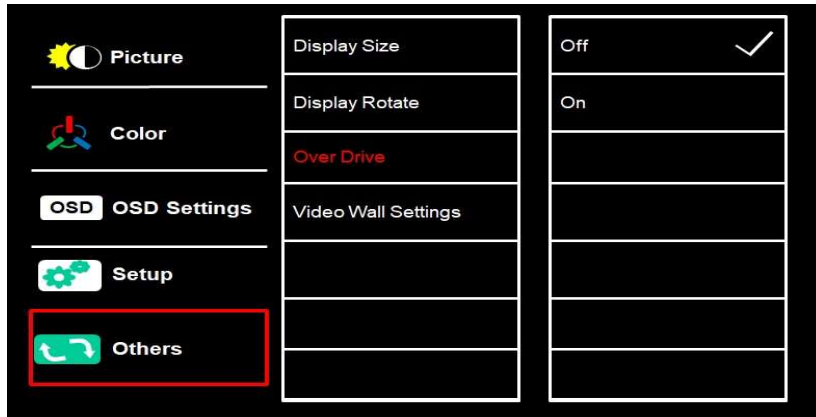 Picture
Color
OSD OSD Settings
Setup
Others
Display Size
Display Rotate
Over Drive
Video Wall Settings
Off
On